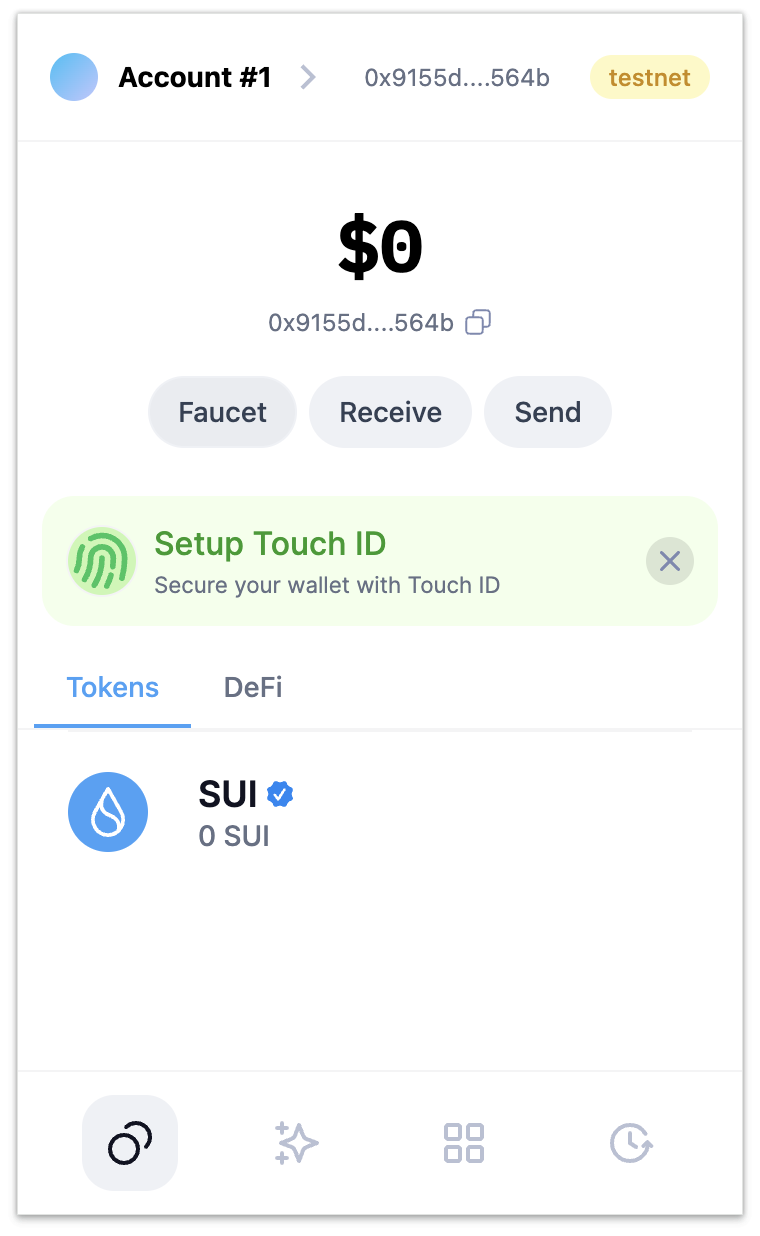 Account #1 0x9155d....564b testnet
$0
0x9155d....564b
Faucet Receive Send
Setup Touch ID
Secure your wallet with Touch ID
Tokens DeFi
SUI
0 SUI